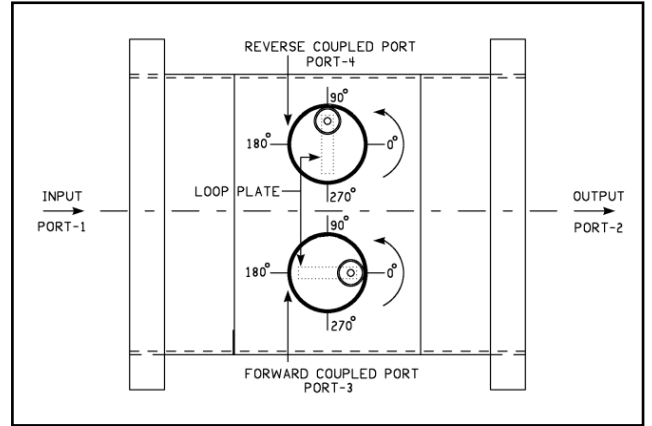 REVERSE COUPLED PORT
PORT-4
90°
180°
0°
270°
LOOP PLATE
INPUT
PORT-1
OUTPUT
PORT-2
90°
180°
0°
270°
FORWARD COUPLED PORT
PORT-3